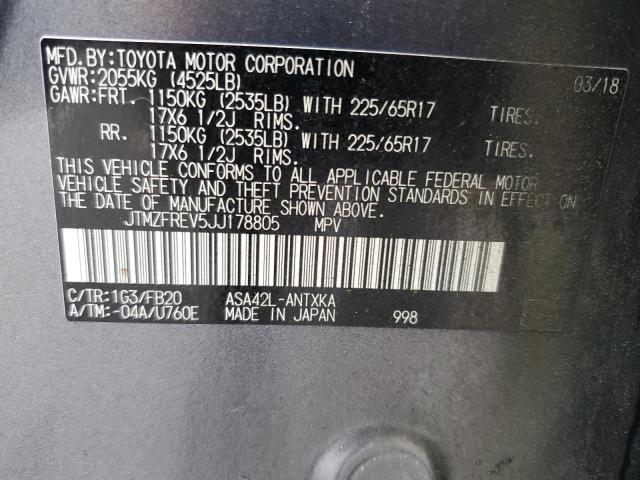 MFD.BY:TOYOTA MOTOR CORPORATION 03/18
GVWR:2055KG (4525LB)
GAWR:FRT. 1150KG (2535LB) WITH 225/65R17 TIRES.
17X6 1/2J RIMS.
RR. 1150KG (2535LB) WITH 225/65R17 TIRES.
17X6 1/2J RIMS.
THIS VEHICLE CONFORMS TO ALL APPLICABLE FEDERAL MOTOR
VEHICLE SAFETY AND THEFT PREVENTION STANDARDS IN EFFECT ON
THE DATE OF MANUFACTURE SHOWN ABOVE.
JTMZFREV5JJ178805 MPV
C/TR:1G3/FB20 ASA42L-ANTXKA
A/TM:-04A/U760E MADE IN JAPAN 998